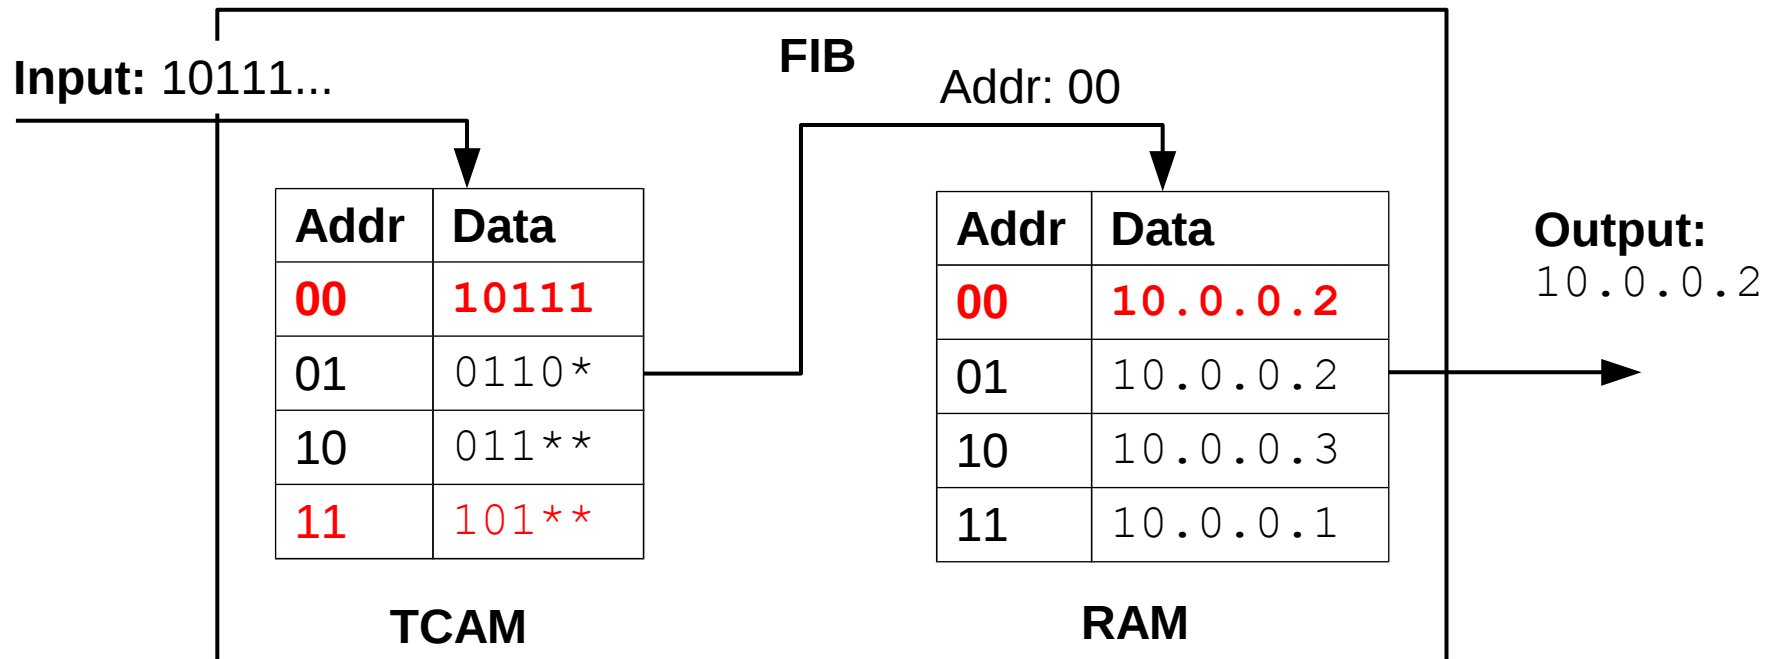 FIB
Input: 10111...
Addr: 00
Addr Data
00 10111
01 0110*
10 011**
11 101**
TCAM
Addr Data
00 10.0.0.2
01 10.0.0.2
10 10.0.0.3
11 10.0.0.1
RAM
Output:
10.0.0.2